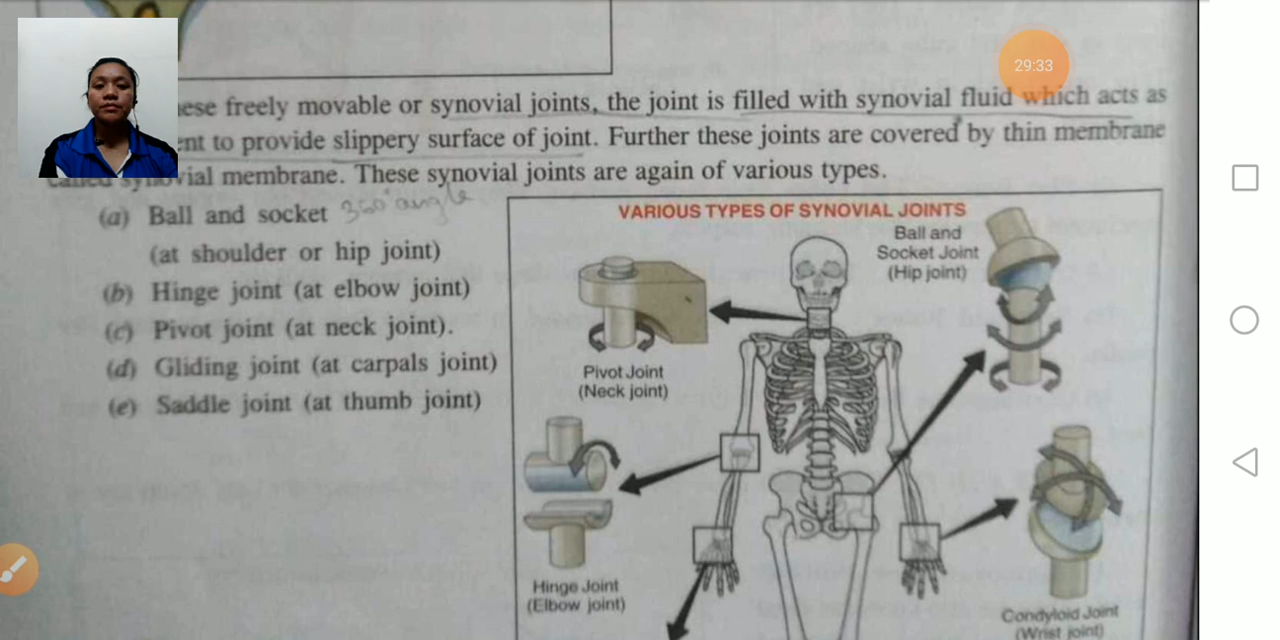 29:33
ese freely movable or synovial joints, the joint is filled with synovial fluid which acts as
ent to provide slippery surface of joint. Further these joints are covered by thin membrane
called synovial membrane. These synovial joints are again of various types.
(a) Ball and socket 360° angle
(at shoulder or hip joint)
(b) Hinge joint (at elbow joint)
(c) Pivot joint (at neck joint).
(d) Gliding joint (at carpals joint)
(e) Saddle joint (at thumb joint)
VARIOUS TYPES OF SYNOVIAL JOINTS
Ball and
Socket Joint
(Hip joint)
Pivot Joint
(Neck joint)
Hinge Joint
(Elbow joint)
Condyloid Joint
(Wrist joint)